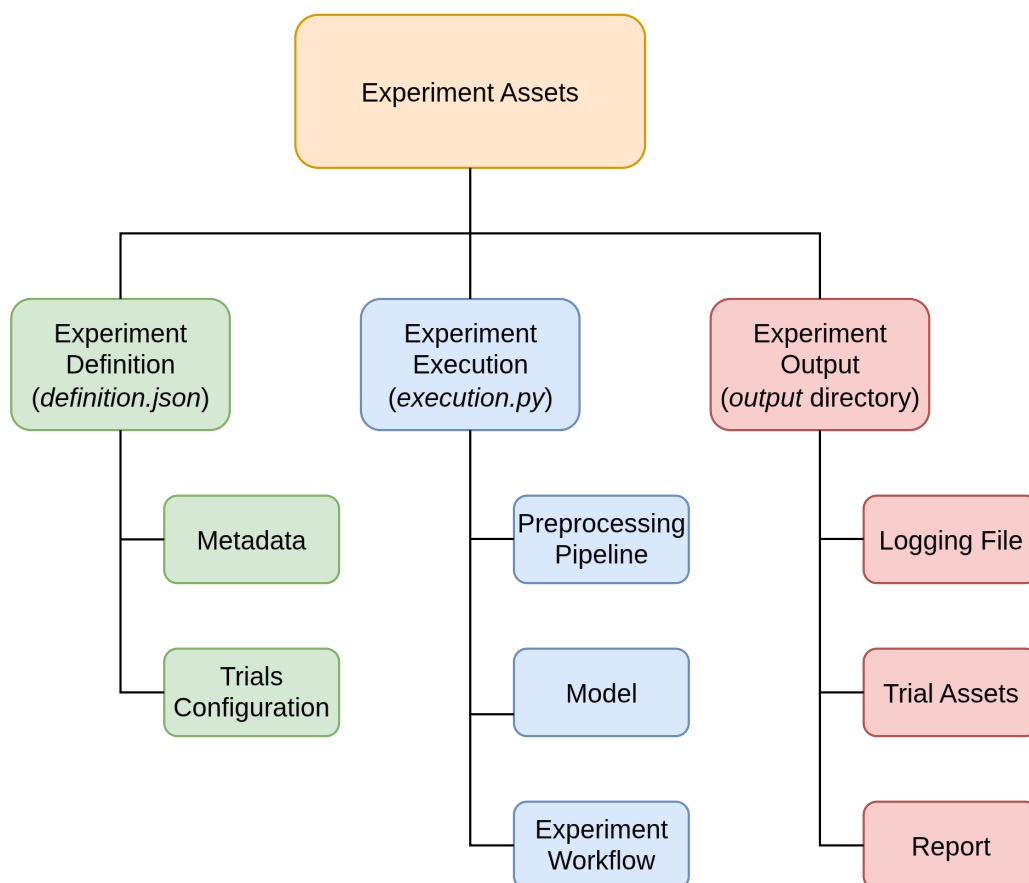 Experiment Assets
Experiment
Definition
(definition.json)
Metadata
Trials
Configuration
Experiment
Execution
(execution.py)
Preprocessing
Pipeline
Model
Experiment
Workflow
Experiment
Output
(output directory)
Logging File
Trial Assets
Report